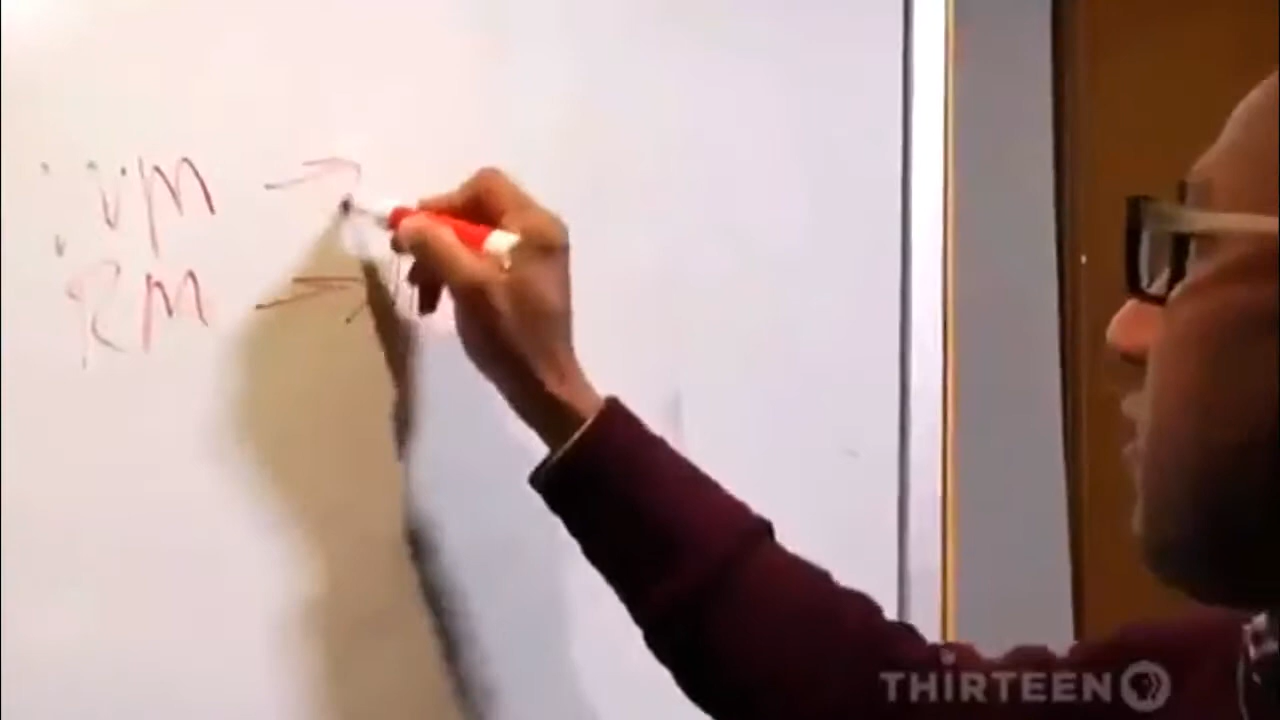 VM →
RM →
THIRTEEN